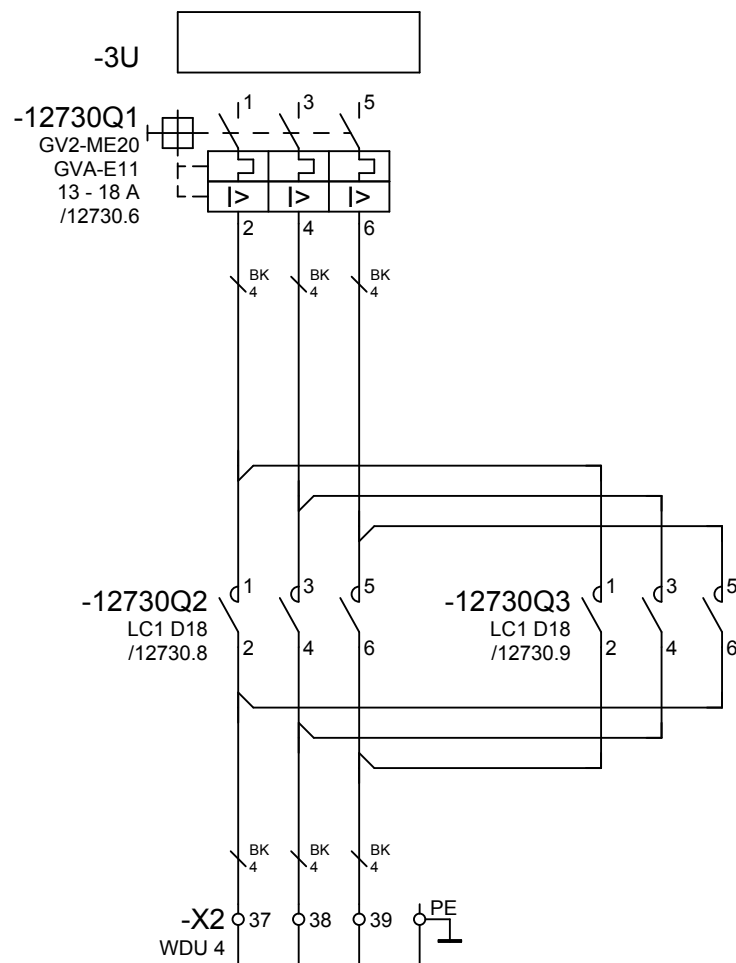 -3U
1 3 5
-12730Q1
GV2-ME20
GVA-E11
13 - 18 A
/12730.6
I> I> I>
2 4 6
BK BK BK
4 4 4
-12730Q2
LC1 D18
/12730.8
1 3 5
2 4 6
-12730Q3
LC1 D18
/12730.9
1 3 5
2 4 6
BK BK BK
4 4 4
-X2 37 38 39 PE
WDU 4